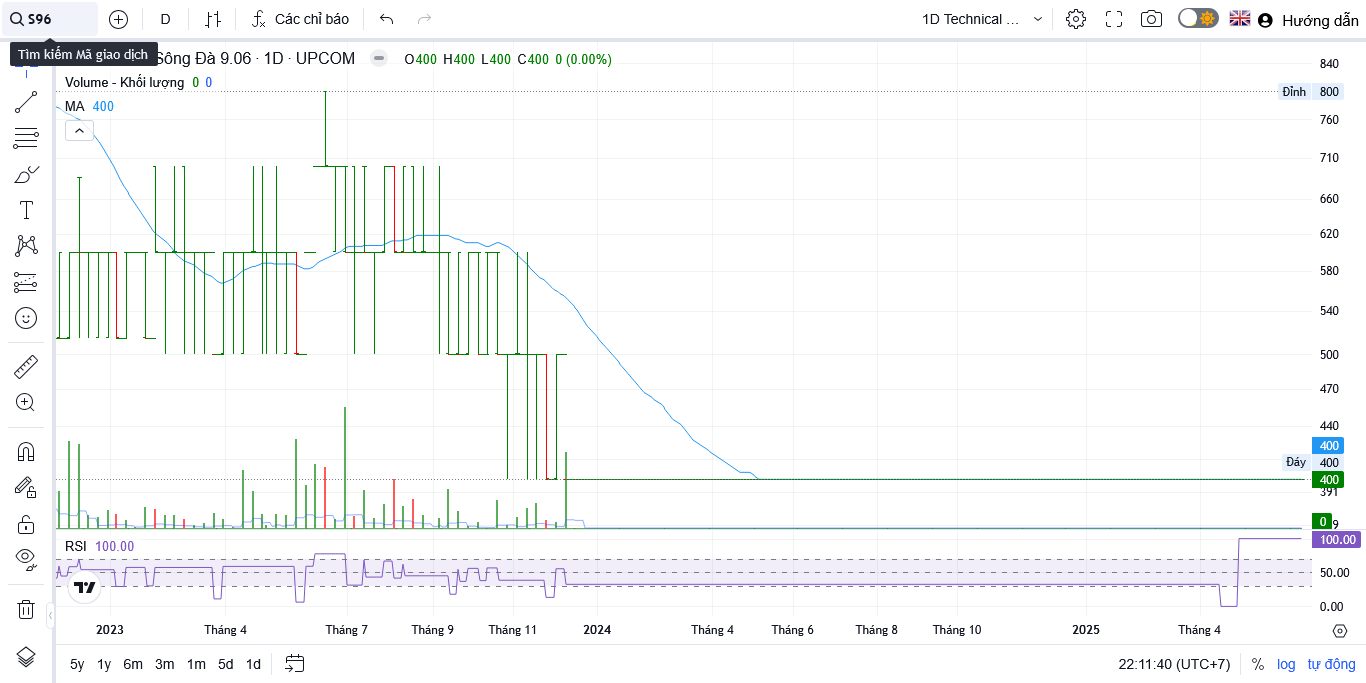 S96
D
Các chỉ báo
1D Technical ...
Hướng dẫn
Tìm kiếm Mã giao dịch
Sông Đà 9.06 · 1D · UPCOM
O400 H400 L400 C400 0 (0.00%)
Volume - Khối lượng 0 0
MA 400
840
Đỉnh 800
760
710
660
620
580
540
500
470
440
400
Đáy 400
400
391
0
9
RSI 100.00
100.00
50.00
0.00
2023 Tháng 4 Tháng 7 Tháng 9 Tháng 11 2024 Tháng 4 Tháng 6 Tháng 8 Tháng 10 2025 Tháng 4
5y 1y 6m 3m 1m 5d 1d
22:11:40 (UTC+7) % log tự động